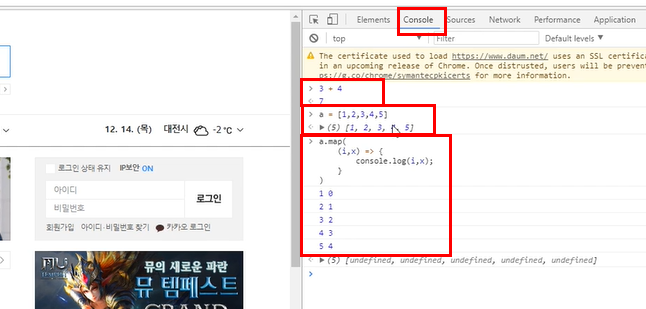 Elements Console Sources Network Performance Application
top Filter Default levels
The certificate used to load https://www.daum.net/ uses an SSL certific
in an upcoming release of Chrome. Once distrusted, users will be preven
ps://g.co/chrome/symantecpkicerts for more information.
3 + 4
7
a = [1,2,3,4,5]
(5) [1, 2, 3, 5]
a.map(
(i,x) => {
console.log(i,x);
}
)
1 0
2 1
3 2
4 3
5 4
(5) [undefined, undefined, undefined, undefined, undefined]
12. 14. (목) 대전시 -2 ℃
로그인 상태 유지 IP보안 ON
아이디
비밀번호
로그인
회원가입 아이디·비밀번호 찾기 카카오 로그인
뮤의 새로운 파란
뮤 템페스트
GRAND